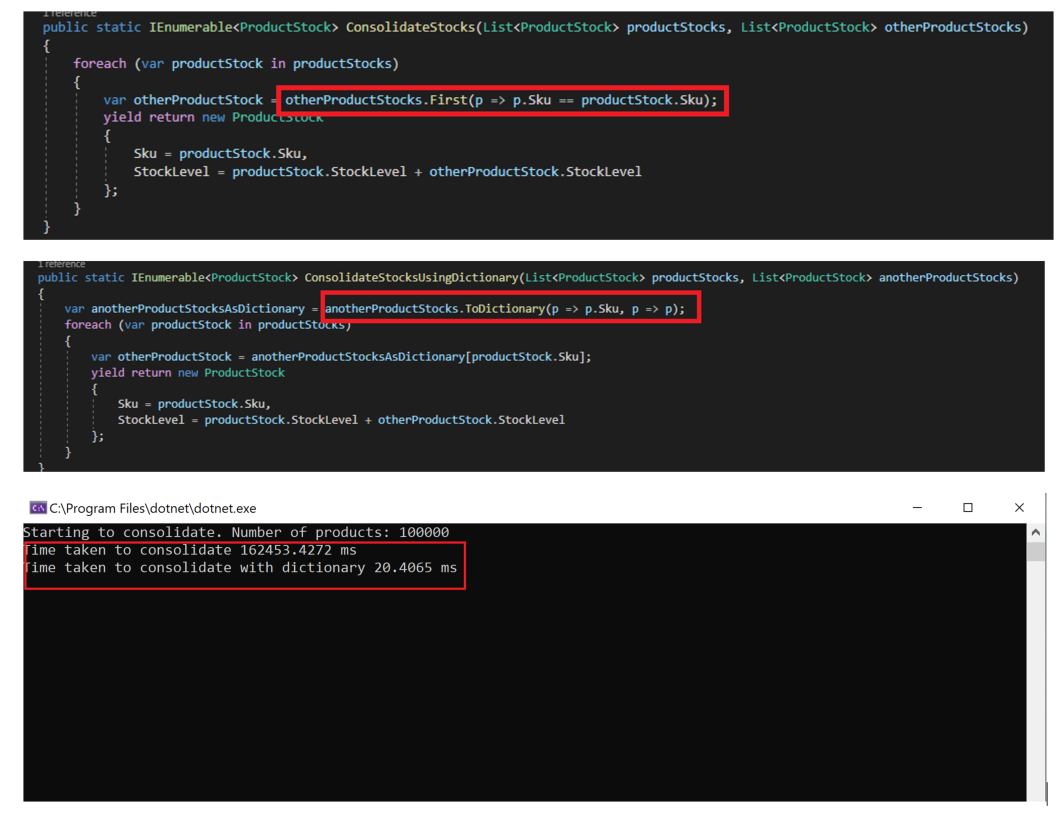 1 reference
public static IEnumerable<ProductStock> ConsolidateStocks(List<ProductStock> productStocks, List<ProductStock> otherProductStocks)
{
foreach (var productStock in productStocks)
{
var otherProductStock = otherProductStocks.First(p => p.Sku == productStock.Sku);
yield return new ProductStock
{
Sku = productStock.Sku,
StockLevel = productStock.StockLevel + otherProductStock.StockLevel
};
}
}
1 reference
public static IEnumerable<ProductStock> ConsolidateStocksUsingDictionary(List<ProductStock> productStocks, List<ProductStock> anotherProductStocks)
{
var anotherProductStocksAsDictionary = anotherProductStocks.ToDictionary(p => p.Sku, p => p);
foreach (var productStock in productStocks)
{
var otherProductStock = anotherProductStocksAsDictionary[productStock.Sku];
yield return new ProductStock
{
Sku = productStock.Sku,
StockLevel = productStock.StockLevel + otherProductStock.StockLevel
};
}
}
C:\Program Files\dotnet\dotnet.exe
Starting to consolidate. Number of products: 100000
Time taken to consolidate 162453.4272 ms
Time taken to consolidate with dictionary 20.4065 ms